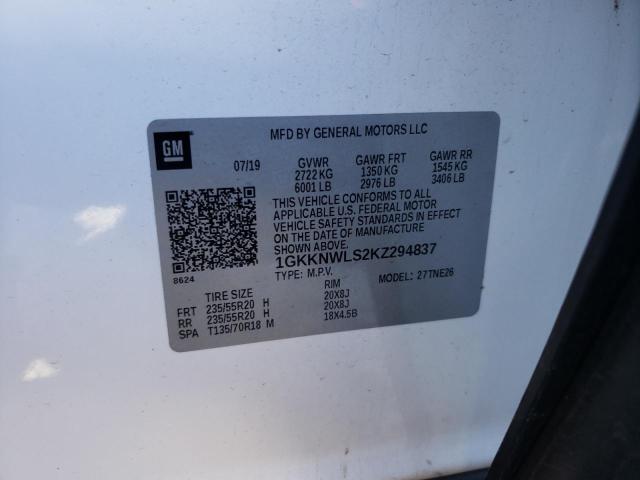 GM
MFD BY GENERAL MOTORS LLC
07/19 GVWR GAWR FRT GAWR RR
2722 KG 1350 KG 1545 KG
6001 LB 2976 LB 3406 LB
THIS VEHICLE CONFORMS TO ALL
APPLICABLE U.S. FEDERAL MOTOR
VEHICLE SAFETY STANDARDS IN EFFECT
ON THE DATE OF MANUFACTURE
SHOWN ABOVE.
1GKKNWLS2KZ294837
8624
TYPE: M.P.V. MODEL: 27TNE26
TIRE SIZE RIM
FRT 235/55R20 H 20X8J
RR 235/55R20 H 20X8J
SPA T135/70R18 M 18X4.5B